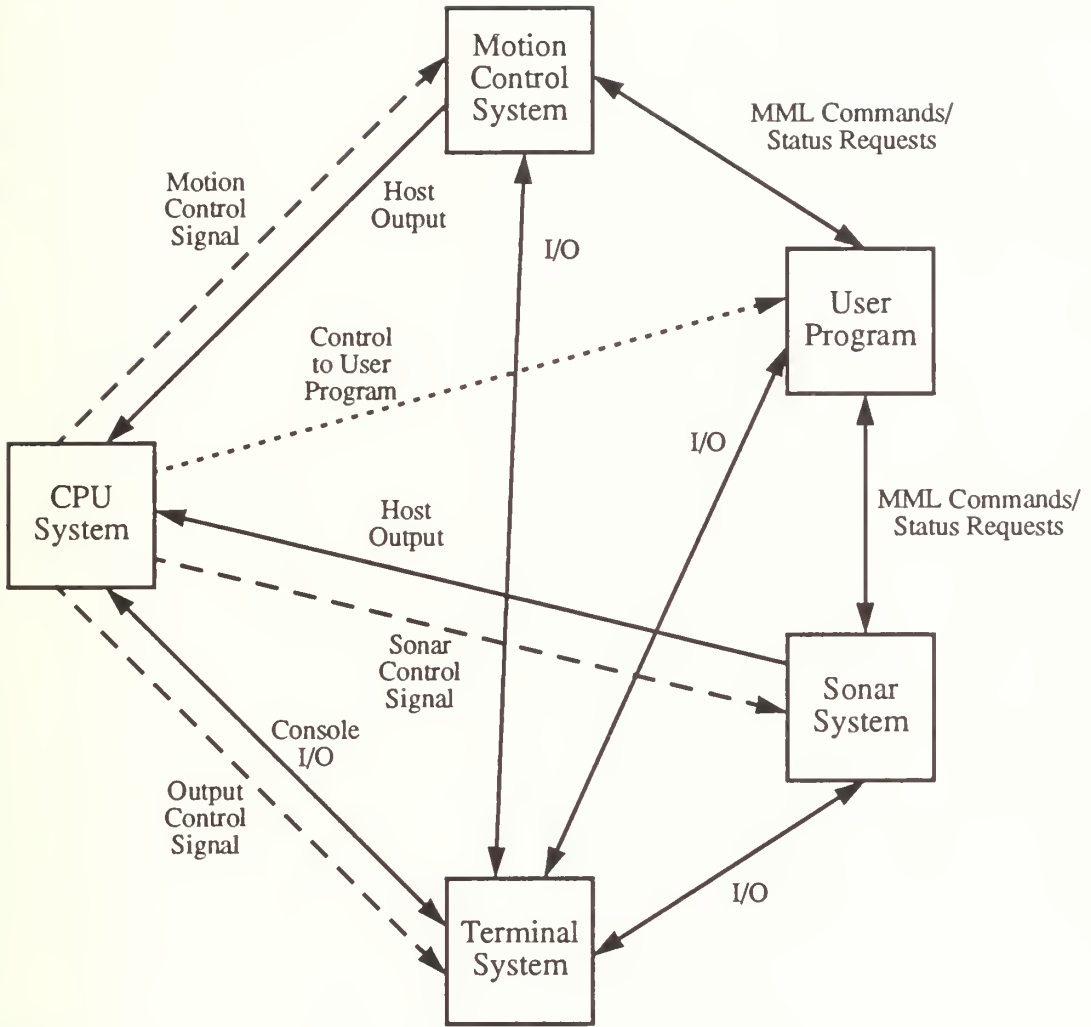 Motion
Control
System
MML Commands/
Status Requests
Motion
Control
Signal
Host
Output
I/O
User
Program
Control
to User
Program
I/O
CPU
System
Host
Output
MML Commands/
Status Requests
Sonar
Control
Signal
Sonar
System
Console
I/O
Output
Control
Signal
I/O
Terminal
System